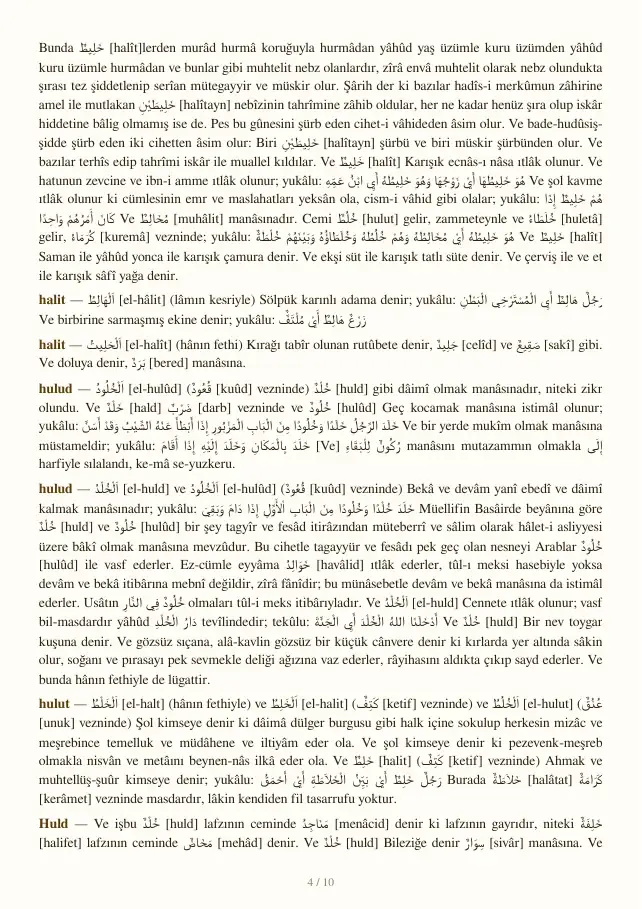 Bunda خَلِيطٌ [halît]lerden murâd hurmâ koruğuyla hurmâdan yâhûd yaş üzümle kuru üzümden yâhûd
kuru üzümle hurmâdan ve bunlar gibi muhtelit nebz olanlardır, zîrâ envâ muhtelit olarak nebz olundukta
şırası tez şiddetlenip serîan mütegayyir ve müskir olur. Şârih der ki bazılar hadîs-i merkûmun zâhirine
amel ile mutlakan خَلِيطَيْنِ [halîtayn] nebîzinin tahrîmine zâhib oldular, her ne kadar henüz şıra olup iskâr
hiddetine bâlig olmamış ise de. Pes bu gûnesini şürb eden cihet-i vâhideden âsim olur. Ve bade-hudûsiş-
şidde şürb eden iki cihetten âsim olur: Biri خَلِيطَيْنِ [halîtayn] şürbü ve biri müskir şürbünden olur. Ve
bazılar terhîs edip tahrîmi iskâr ile muallel kıldılar. Ve خَلِيطٌ [halît] Karışık ecnâs-ı nâsa ıtlâk olunur. Ve
hatunun zevcine ve ibn-i amme ıtlâk olunur; yukâlu: هُوَ خَلِيطُهَا أَيْ زَوْجُهَا وَهُوَ خَلِيطُهُ أَيِ ابْنُ عَمِّهِ Ve şol kavme
ıtlâk olunur ki cümlesinin emr ve maslahatları yeksân ola, cism-i vâhid gibi olalar; yukâlu: هُمْ خَلِيطٌ إِذَا
كَانَ أَمْرُهُمْ وَاحِدًا Ve مُخَالِطٌ [muhâlit] manâsınadır. Cemi خُلُطٌ [hulut] gelir, zammeteynle ve خُلَطَاءُ [huletâ]
gelir, كُرَمَاءُ [kuremâ] vezninde; yukâlu: هُوَ خَلِيطُهُ أَيْ مُخَالِطُهُ وَهُمْ خُلُطُهُ وَخُلَطَاؤُهُ وَبَيْنَهُمْ خُلْطَةٌ Ve خَلِيطٌ [halît]
Saman ile yâhûd yonca ile karışık çamura denir. Ve ekşi süt ile karışık tatlı süte denir. Ve çerviş ile ve et
ile karışık sâfî yağa denir.
halit — اَلْهَالِطُ [el-hâlit] (lâmın kesriyle) Sölpük karınlı adama denir; yukâlu: رَجُلٌ هَالِطٌ أَيِ الْمُسْتَرْخِي الْبَطْنِ
Ve birbirine sarmaşmış ekine denir; yukâlu: زَرْعٌ هَالِطٌ أَيْ مُلْتَفٌّ
halit — اَلْحَلِيتُ [el-halît] (hânın fethi) Kırağı tabîr olunan rutûbete denir, جَلِيدٌ [celîd] ve صَقِيعٌ [sakî] gibi.
Ve doluya denir, بَرَدٌ [bered] manâsına.
hulud — اَلْخُلُودُ [el-hulûd] (قُعُودٌ [kuûd] vezninde) خُلْدٌ [huld] gibi dâimî olmak manâsınadır, niteki zikr
olundu. Ve خَلْدٌ [hald] ضَرْبٌ [darb] vezninde ve خُلُودٌ [hulûd] Geç kocamak manâsına istimâl olunur;
yukâlu: خَلَدَ الرَّجُلُ خَلْدًا وَخُلُودًا مِنَ الْبَابِ الْمَزْبُورِ إِذَا أَبْطَأَ عَنْهُ الشَّيْبُ وَقَدْ أَسَنَّ Ve bir yerde mukîm olmak manâsına
müstameldir; yukâlu: خَلَدَ بِالْمَكَانِ وَخَلَدَ إِلَيْهِ إِذَا أَقَامَ [Ve] رُكُونٌ لِلْبَقَاءِ manâsını mutazammın olmakla إِلَى
harfiyle sılalandı, ke-mâ se-yuzkeru.
hulud — اَلْخُلْدُ [el-huld] ve اَلْخُلُودُ [el-hulûd] (قُعُودٌ [kuûd] vezninde) Bekâ ve devâm yanî ebedî ve dâimî
kalmak manâsınadır; yukâlu: خَلَدَ خُلْدًا وَخُلُودًا مِنَ الْبَابِ الْأَوَّلِ إِذَا دَامَ وَبَقِيَ Müellifin Basâirde beyânına göre
خُلْدٌ [huld] ve خُلُودٌ [hulûd] bir şey tagyîr ve fesâd itirâzından müteberrî ve sâlim olarak hâlet-i asliyyesi
üzere bâkî olmak manâsına mevzûdur. Bu cihetle tagayyür ve fesâdı pek geç olan nesneyi Arablar خُلُودٌ
[hulûd] ile vasf ederler. Ez-cümle eyyâma خَوَالِدُ [havâlid] ıtlâk ederler, tûl-ı meksi hasebiyle yoksa
devâm ve bekâ itibârına mebnî değildir, zîrâ fânîdir; bu münâsebetle devâm ve bekâ manâsına da istimâl
ederler. Usâtın خُلُودٌ فِي النَّارِ olmaları tûl-i meks itibârıyladır. Ve اَلْخُلْدُ [el-huld] Cennete ıtlâk olunur; vasf
bil-masdardır yâhûd دَارُ الْخُلْدِ tevîlindedir; tekûlu: أَدْخَلَنَا اللهُ الْخُلْدَ أَيِ الْجَنَّةَ Ve خُلْدٌ [huld] Bir nev toygar
kuşuna denir. Ve gözsüz sıçana, alâ-kavlin gözsüz bir küçük cânvere denir ki kırlarda yer altında sâkin
olur, soğanı ve pırasayı pek sevmekle deliği ağızına vaz ederler, râyihasını aldıkta çıkıp sayd ederler. Ve
bunda hânın fethiyle de lügattir.
hulut — اَلْخَلْطُ [el-halt] (hânın fethiyle) ve اَلْخَلِطُ [el-halit] (كَتِفٌ [ketif] vezninde) ve اَلْخُلُطُ [el-hulut] (عُنُقٌ
[unuk] vezninde) Şol kimseye denir ki dâimâ dülger burgusu gibi halk içine sokulup herkesin mizâc ve
meşrebince temelluk ve müdâhene ve iltiyâm eder ola. Ve şol kimseye denir ki pezevenk-meşreb
olmakla nisvân ve metâını beynen-nâs ilkâ eder ola. Ve خَلِطٌ [halit] (كَتِفٌ [ketif] vezninde) Ahmak ve
muhtellüş-şuûr kimseye denir; yukâlu: رَجُلٌ خَلِطٌ أَيْ بَيِّنُ الْخَلَاطَةِ أَيْ أَحْمَقُ Burada خَلَاطَةٌ [halâtat] كَرَامَةٌ
[kerâmet] vezninde masdardır, lâkin kendiden fil tasarrufu yoktur.
Huld — Ve işbu خُلْدٌ [huld] lafzının ceminde مَنَاجِذُ [menâcid] denir ki lafzının gayrıdır, niteki خَلِفَةٌ
[halifet] lafzının ceminde مَخَاضٌ [mehâd] denir. Ve خُلْدٌ [huld] Bileziğe denir سِوَارٌ [sivâr] manâsına. Ve
4 / 10